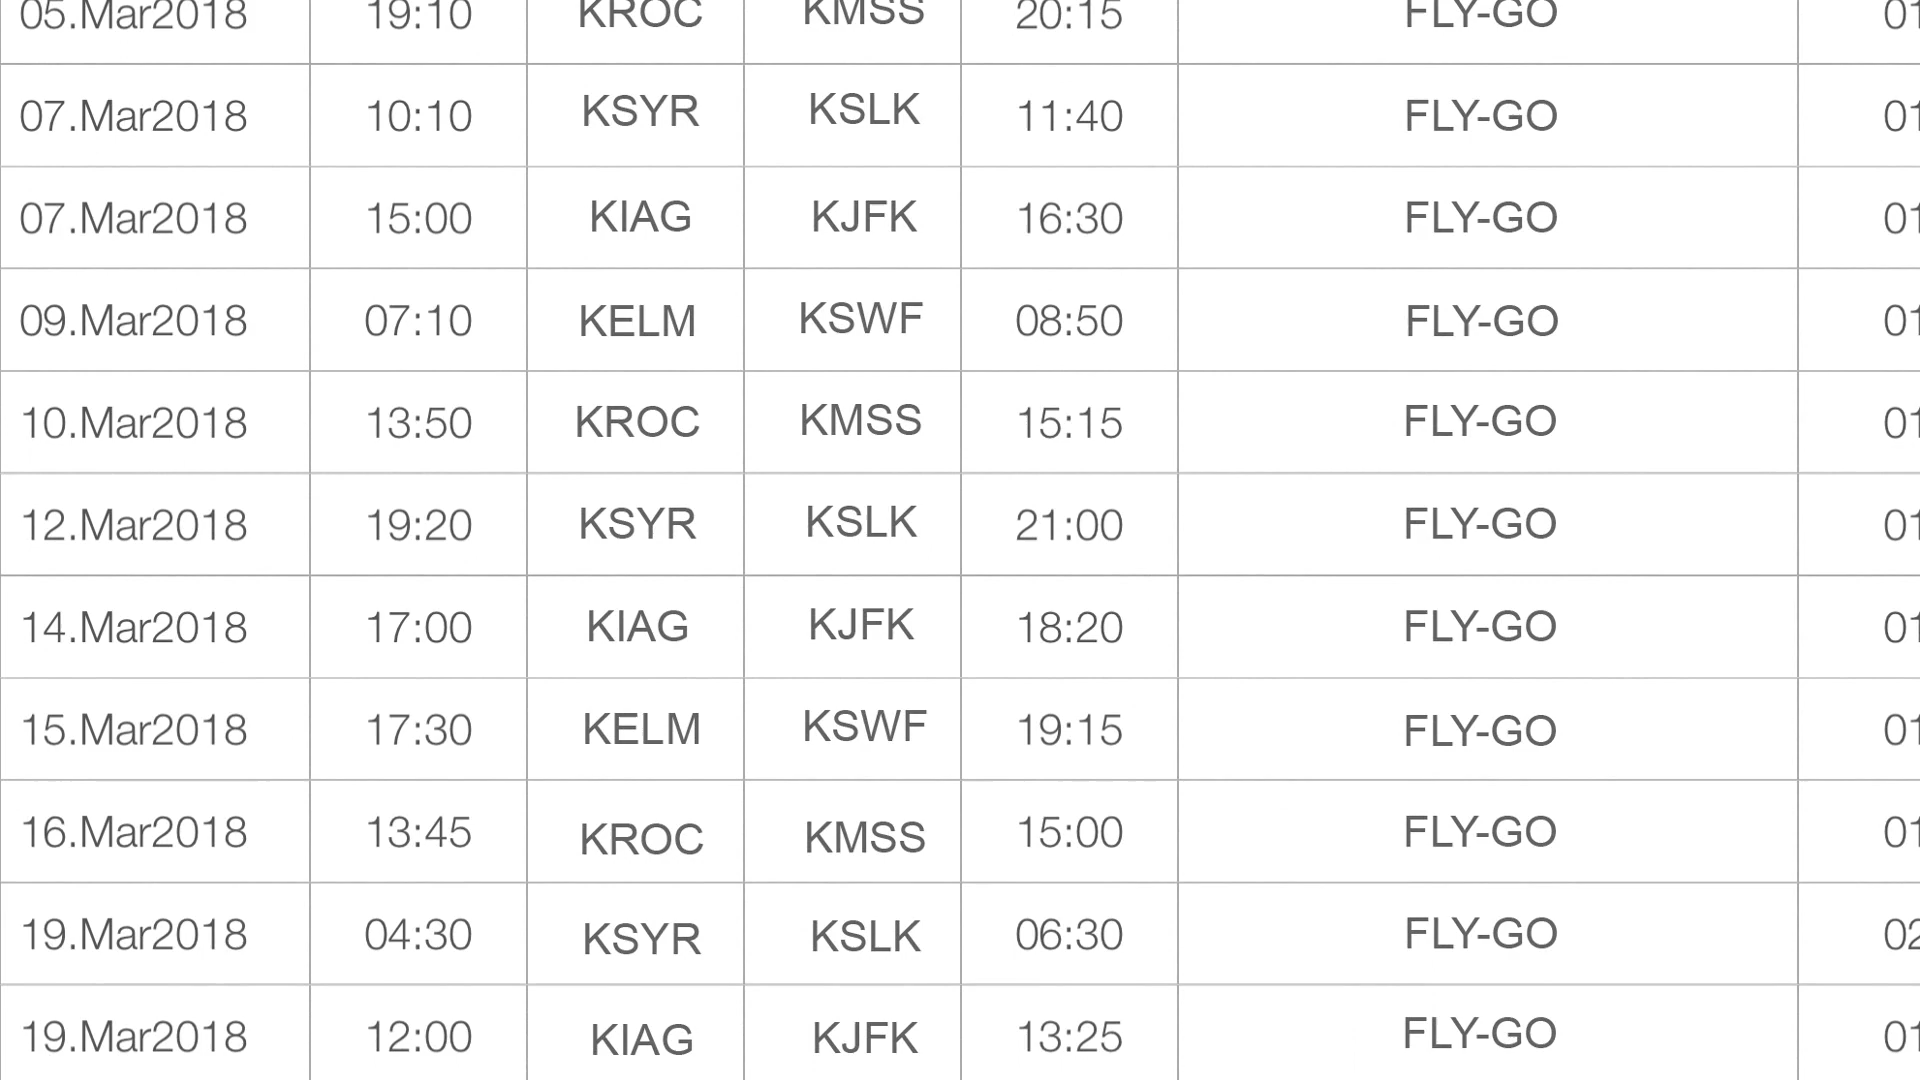 05.Mar2018 19:10 KROC KMSS 20:15 FLY-GO 01
07.Mar2018 10:10 KSYR KSLK 11:40 FLY-GO 01
07.Mar2018 15:00 KIAG KJFK 16:30 FLY-GO 01
09.Mar2018 07:10 KELM KSWF 08:50 FLY-GO 01
10.Mar2018 13:50 KROC KMSS 15:15 FLY-GO 01
12.Mar2018 19:20 KSYR KSLK 21:00 FLY-GO 01
14.Mar2018 17:00 KIAG KJFK 18:20 FLY-GO 01
15.Mar2018 17:30 KELM KSWF 19:15 FLY-GO 01
16.Mar2018 13:45 KROC KMSS 15:00 FLY-GO 01
19.Mar2018 04:30 KSYR KSLK 06:30 FLY-GO 02
19.Mar2018 12:00 KIAG KJFK 13:25 FLY-GO 01